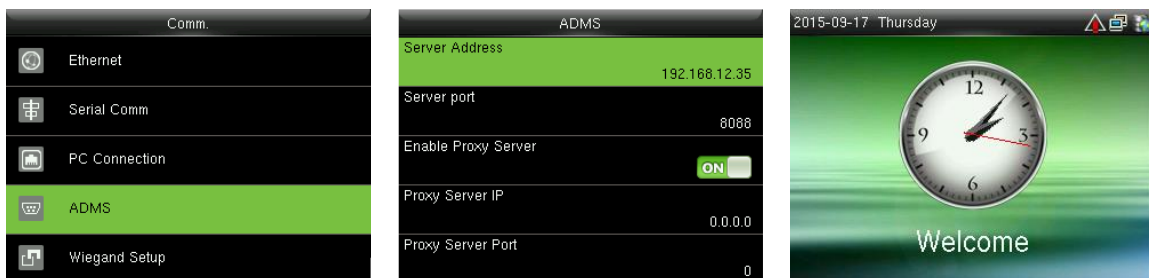 Comm.
Ethernet
Serial Comm
PC Connection
ADMS
Wiegand Setup
ADMS
Server Address
192.168.12.35
Server port
8088
Enable Proxy Server
ON
Proxy Server IP
0.0.0.0
Proxy Server Port
0
2015-09-17 Thursday
12
9
3
6
Welcome